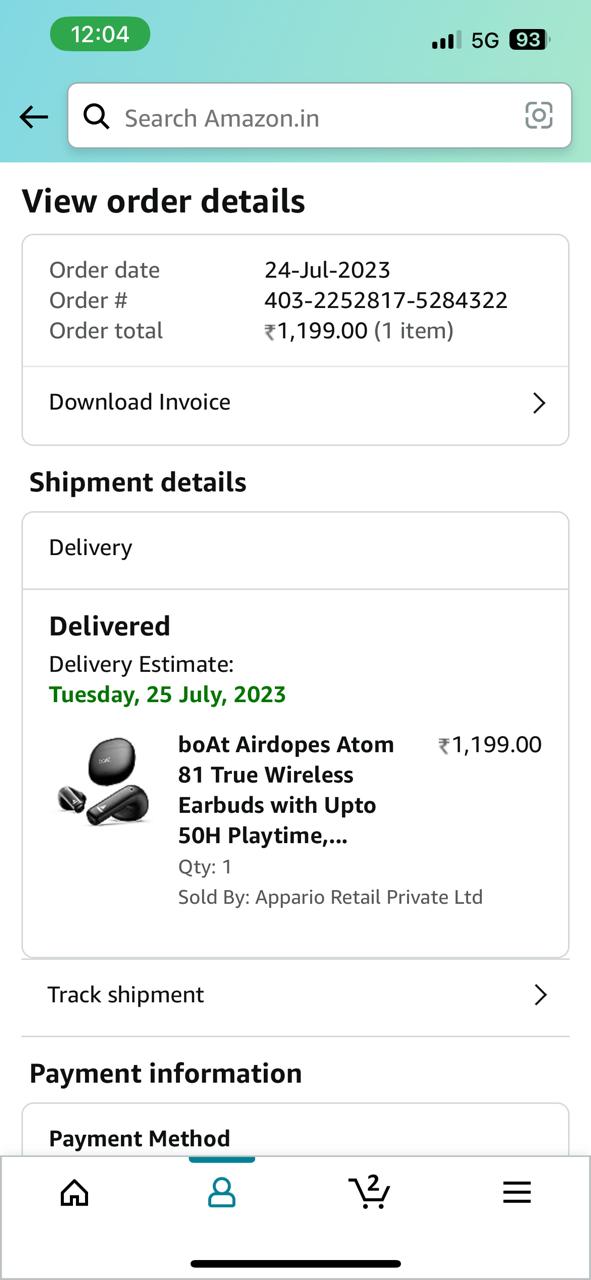 12:04
5G 93
Search Amazon.in
View order details
Order date 24-Jul-2023
Order # 403-2252817-5284322
Order total ₹1,199.00 (1 item)
Download Invoice
Shipment details
Delivery
Delivered
Delivery Estimate:
Tuesday, 25 July, 2023
boAt
boAt Airdopes Atom ₹1,199.00
81 True Wireless
Earbuds with Upto
50H Playtime,...
Qty: 1
Sold By: Appario Retail Private Ltd
Track shipment
Payment information
Payment Method
2